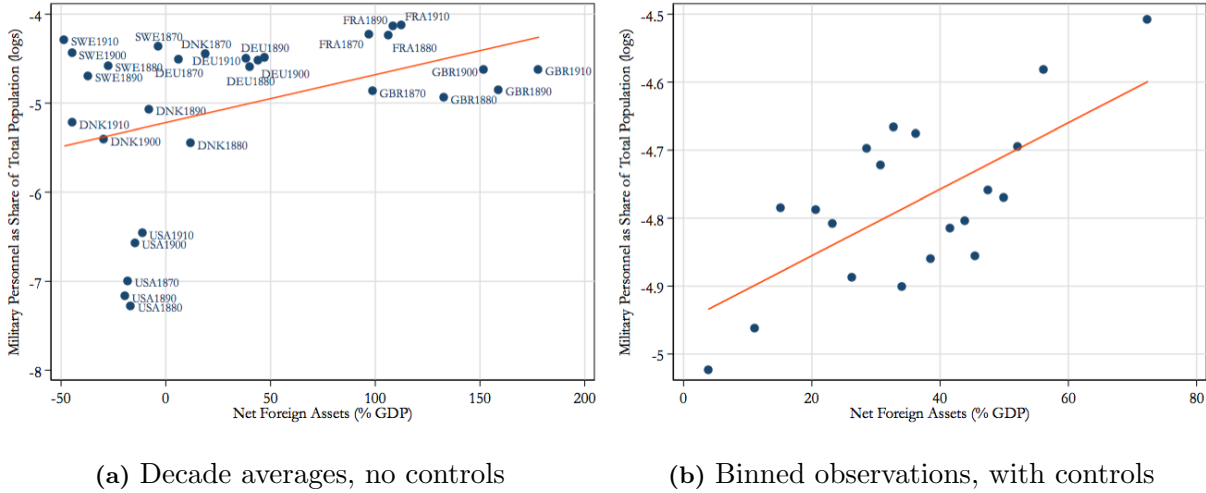 Military Personnel as Share of Total Population (logs)
-4
-5
-6
-7
-8
FRA1890
FRA1910
SWE1910
SWE1870
DNK1870
FRA1870
FRA1880
SWE1900
DEU1890
DEU1910
SWE1880
DEU1870
DEU1900
GBR1900
GBR1910
SWE1890
DEU1880
GBR1870
GBR1880
GBR1890
DNK1890
DNK1910
DNK1900
DNK1880
USA1910
USA1900
USA1870
USA1890
USA1880
-50
0
50
100
150
200
Net Foreign Assets (% GDP)
(a) Decade averages, no controls
Military Personnel as Share of Total Population (logs)
-4.5
-4.6
-4.7
-4.8
-4.9
-5
0
20
40
60
80
Net Foreign Assets (% GDP)
(b) Binned observations, with controls